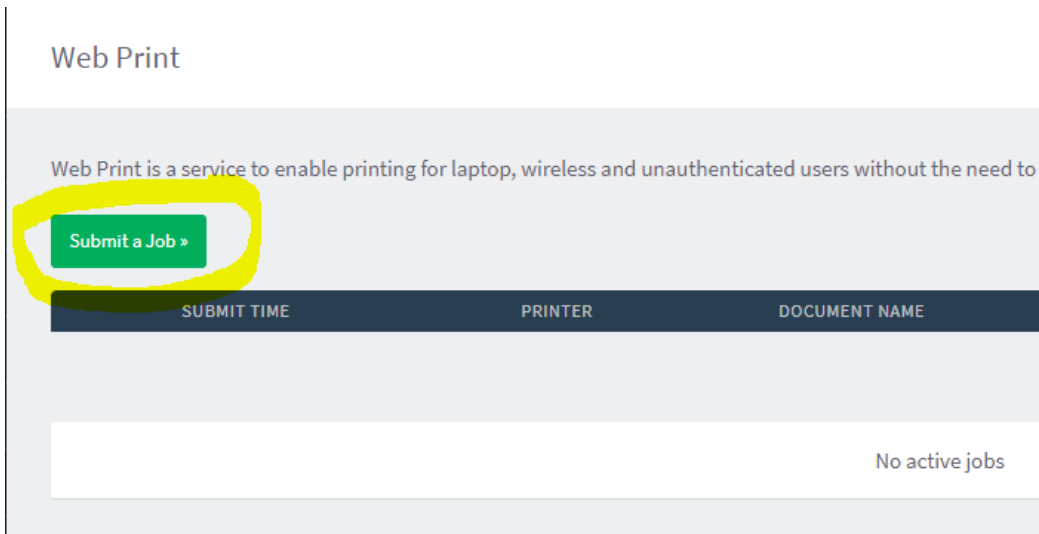 Web Print
Web Print is a service to enable printing for laptop, wireless and unauthenticated users without the need to
Submit a Job »
SUBMIT TIME PRINTER DOCUMENT NAME
No active jobs